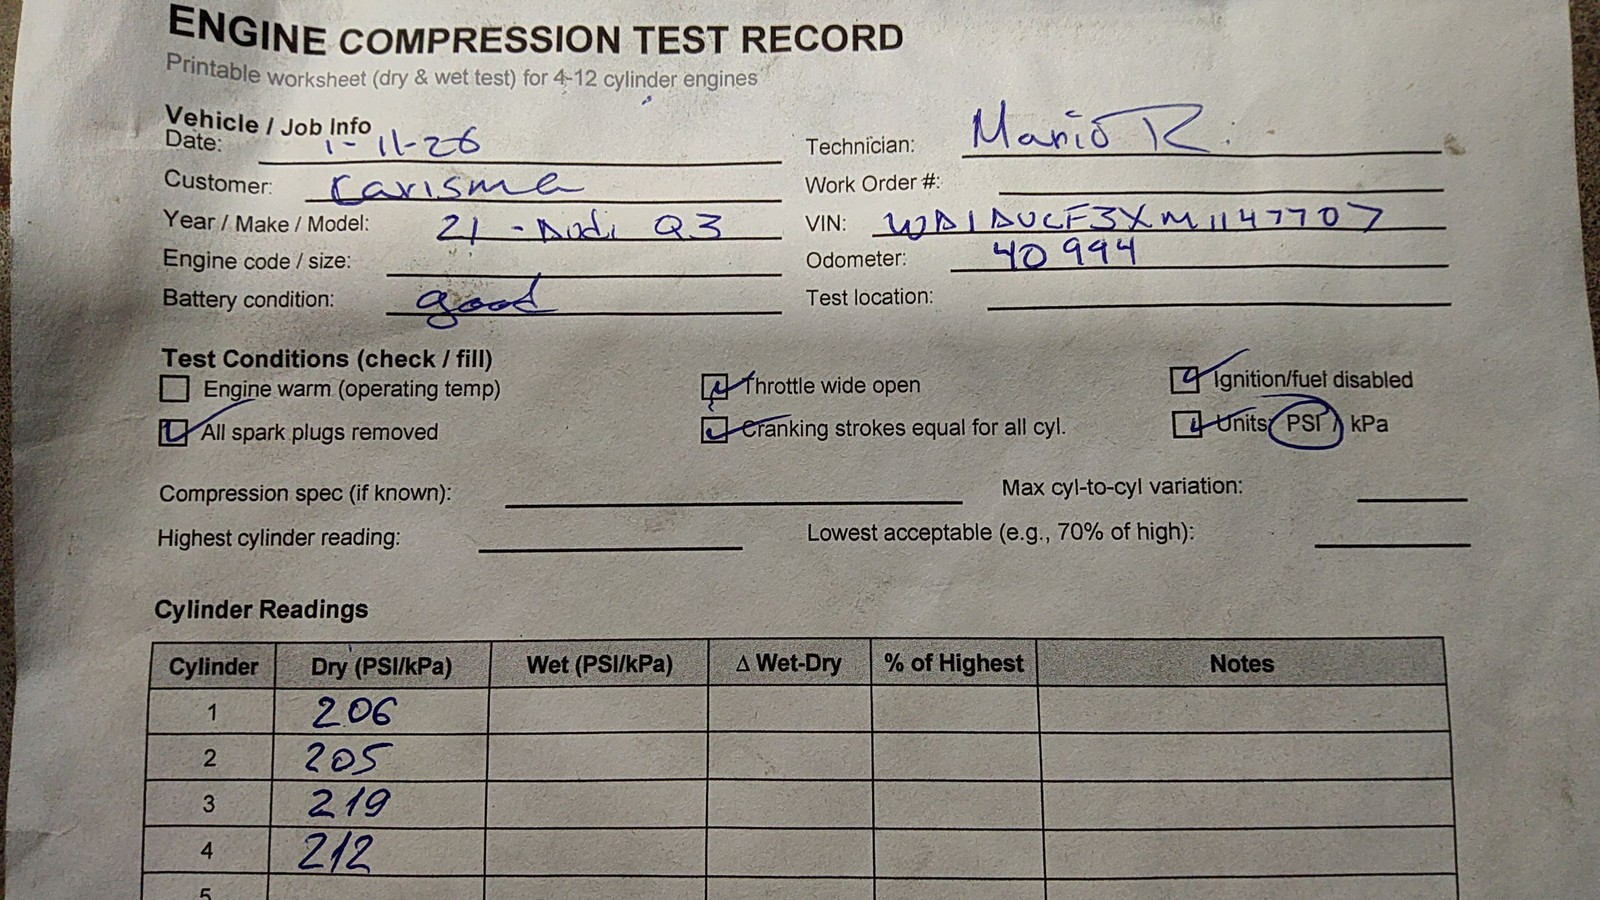 ENGINE COMPRESSION TEST RECORD
Printable worksheet (dry & wet test) for 4-12 cylinder engines
Vehicle / Job Info
Date: 1-11-26 Technician: Mario R.
Customer: Carisma Work Order #:
Year / Make / Model: 21 - Audi Q3 VIN: WA1AUCF3XM1147707
Engine code / size: Odometer: 40994
Battery condition: good Test location:
Test Conditions (check / fill)
Engine warm (operating temp) Throttle wide open Ignition/fuel disabled
All spark plugs removed Cranking strokes equal for all cyl. Units: PSI / kPa
Compression spec (if known): Max cyl-to-cyl variation:
Highest cylinder reading: Lowest acceptable (e.g., 70% of high):
Cylinder Readings
Cylinder Dry (PSI/kPa) Wet (PSI/kPa) Δ Wet-Dry % of Highest Notes
1 206
2 205
3 219
4 212
5